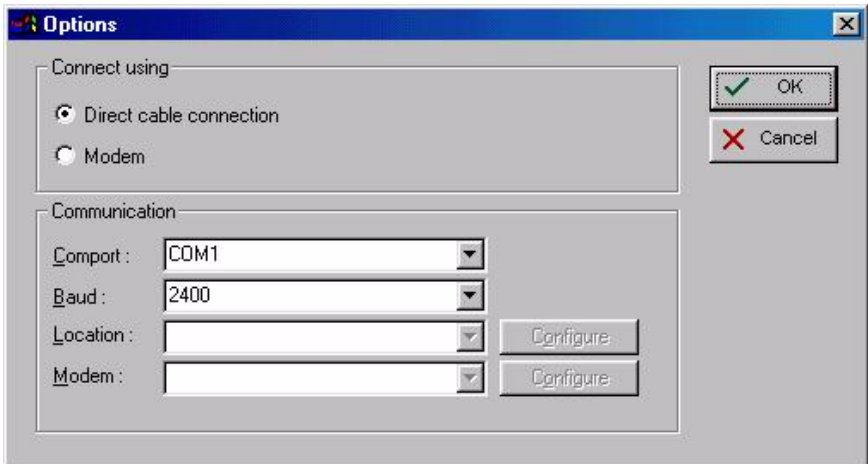 Options
Connect using
Direct cable connection
Modem
OK
Cancel
Communication
Comport :
COM1
Baud :
2400
Location :
Configure
Modem :
Configure